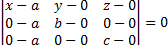 |x − a   y − 0   z − 0|
|0 − a   b − 0   0 − 0| = 0
|0 − a   0 − 0   c − 0|